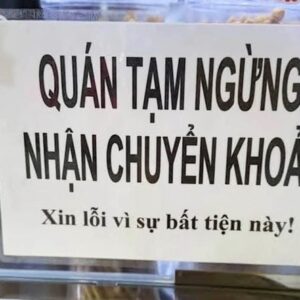 QUÁN TẠM NGỪNG
NHẬN CHUYỂN KHOẢ
Xin lỗi vì sự bất tiện này!